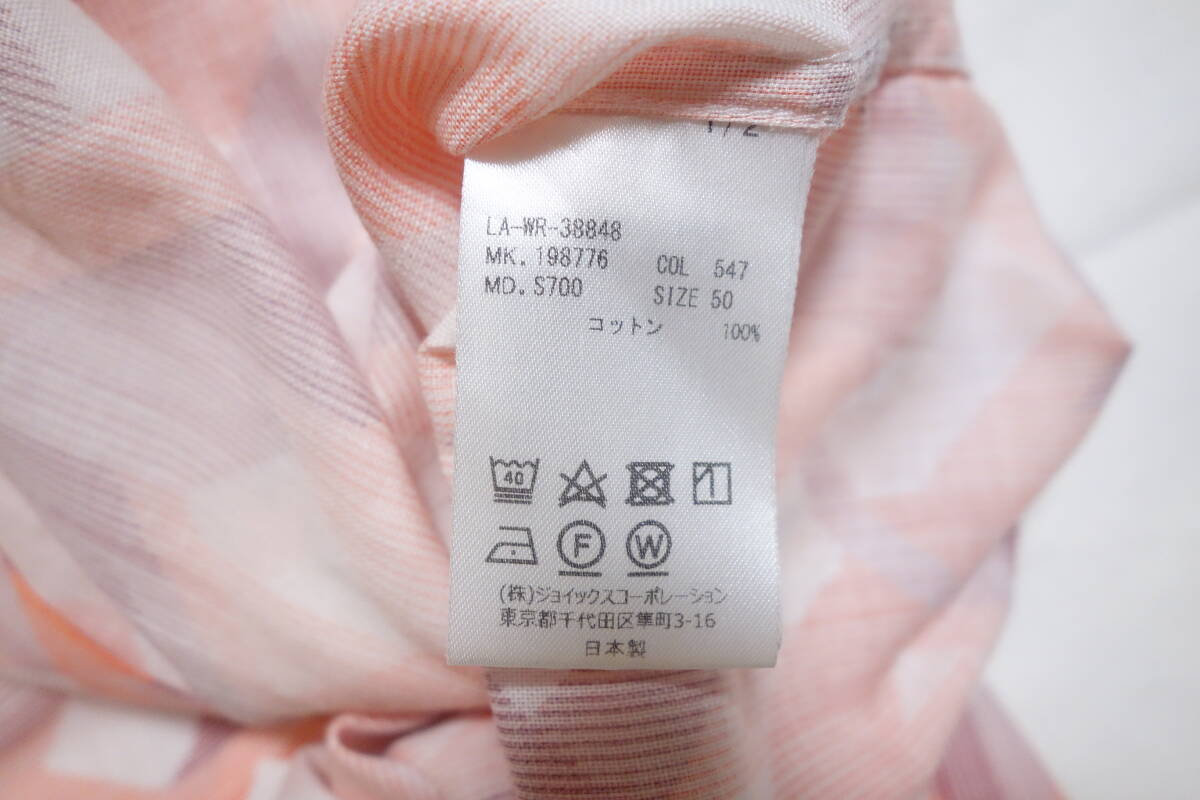 1/2
LA-WR-38848
MK. 198776 COL 547
MD. S700 SIZE 50
コットン 100%
40
F W
(株)ジョイックスコーポレーション
東京都千代田区隼町3-16
日本製